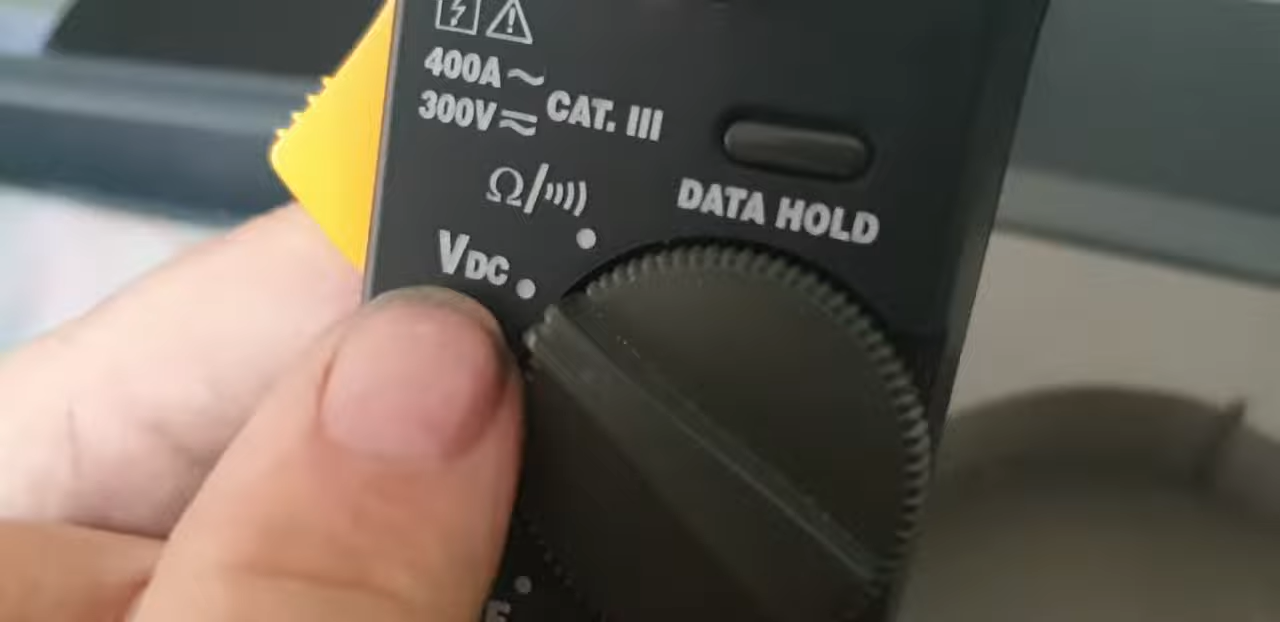 400A~
300V⎓~ CAT. III
Ω/))))
DATA HOLD
VDC